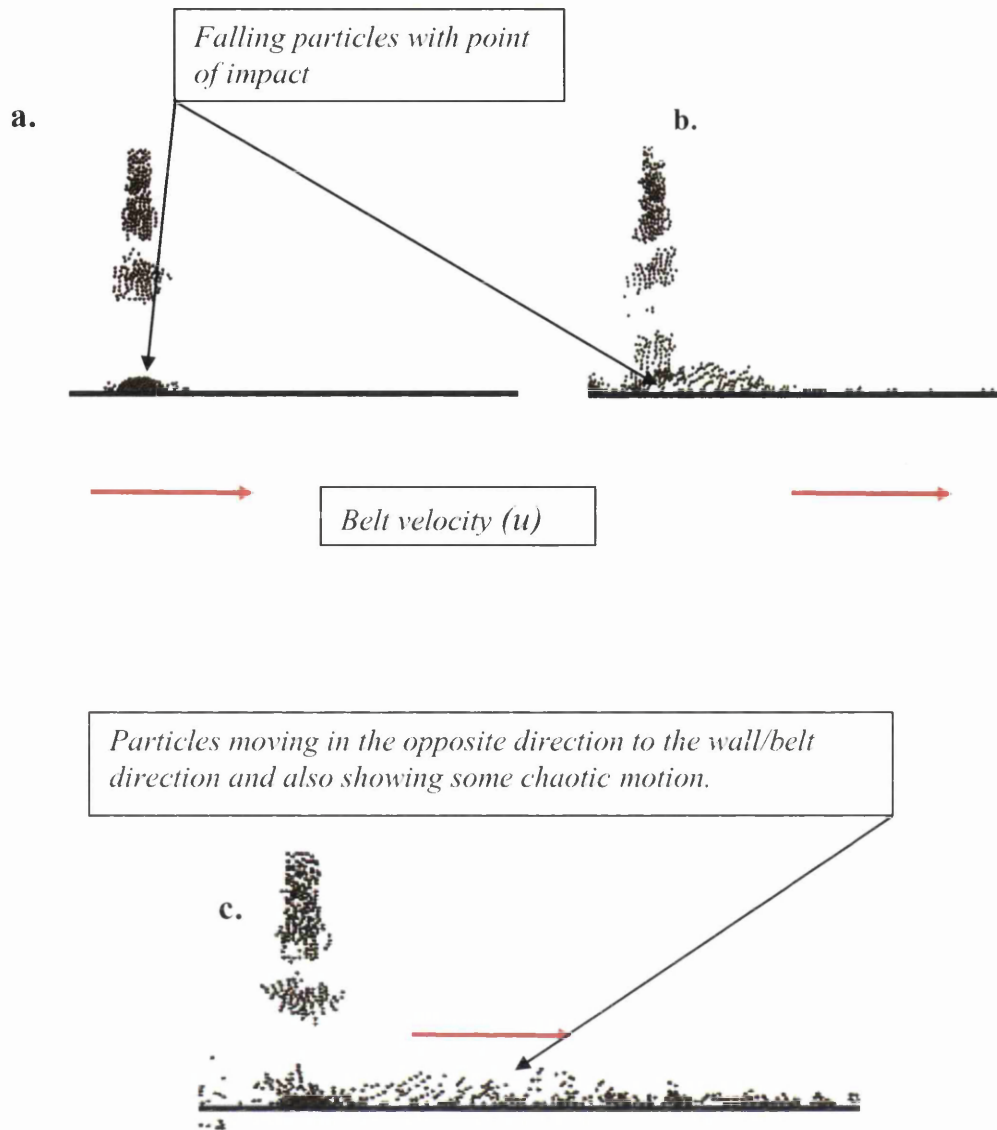 Falling particles with point
of impact
a.
b.
Belt velocity (u)
Particles moving in the opposite direction to the wall/belt
direction and also showing some chaotic motion.
c.